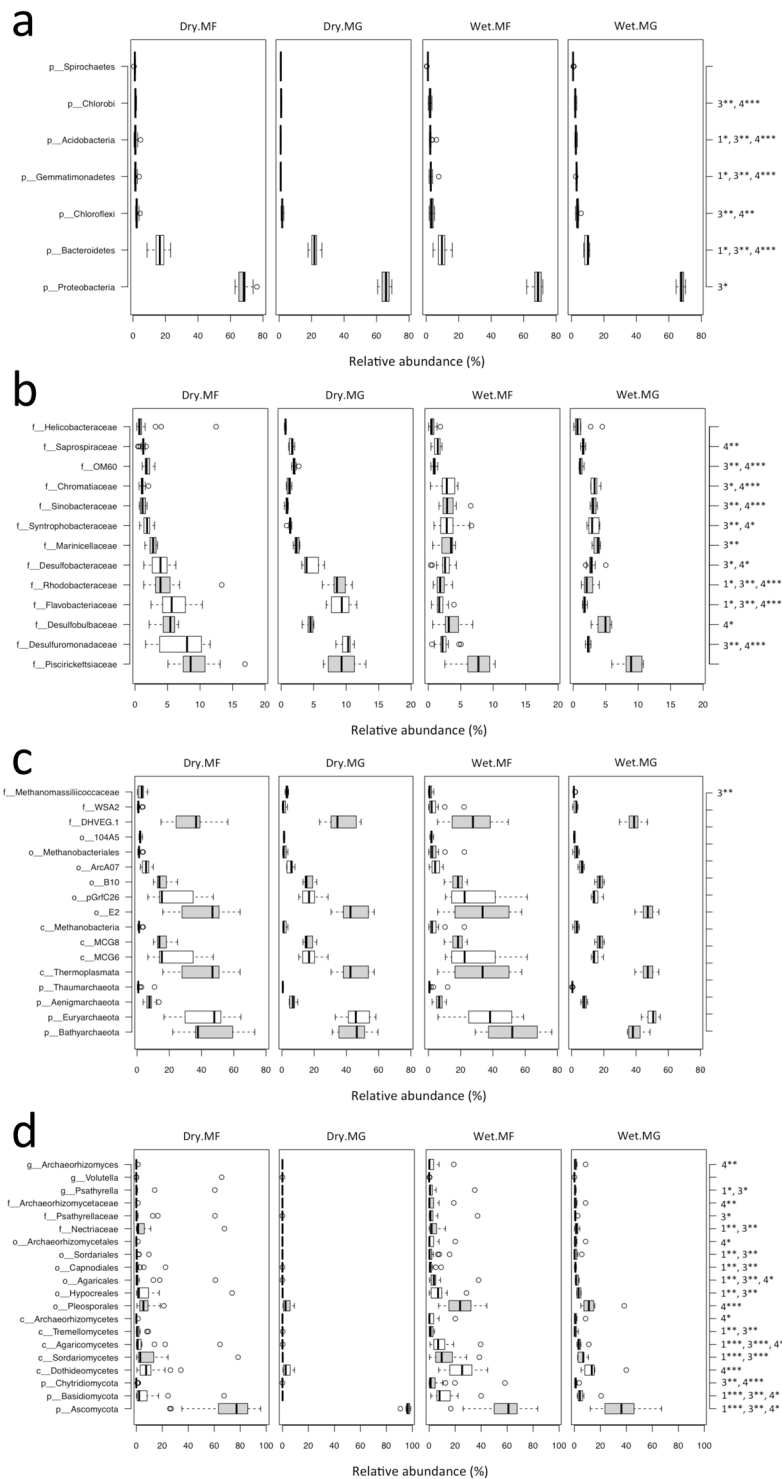 a
Dry.MF Dry.MG Wet.MF Wet.MG
p__Spirochaetes
p__Chlorobi 3**, 4***
p__Acidobacteria 1*, 3**, 4***
p__Gemmatimonadetes 1*, 3**, 4***
p__Chloroflexi 3**, 4**
p__Bacteroidetes 1*, 3**, 4***
p__Proteobacteria 3*
0 20 40 60 80 0 20 40 60 80 0 20 40 60 80 0 20 40 60 80
Relative abundance (%)
b
Dry.MF Dry.MG Wet.MF Wet.MG
f__Helicobacteraceae
f__Saprospiraceae 4**
f__OM60 3**, 4***
f__Chromatiaceae 3*, 4***
f__Sinobacteraceae 3**, 4***
f__Syntrophobacteraceae 3**, 4*
f__Marinicellaceae 3**
f__Desulfobacteraceae 3*, 4*
f__Rhodobacteraceae 1*, 3**, 4***
f__Flavobacteriaceae 1*, 3**, 4***
f__Desulfobulbaceae 4*
f__Desulfuromonadaceae 3**, 4***
f__Piscirickettsiaceae
0 5 10 15 20 0 5 10 15 20 0 5 10 15 20 0 5 10 15 20
Relative abundance (%)
c
Dry.MF Dry.MG Wet.MF Wet.MG
f__Methanomassiliicoccaceae 3**
f__WSA2
f__DHVEG.1
o__104A5
o__Methanobacteriales
o__ArcA07
o__B10
o__pGrfC26
o__E2
c__Methanobacteria
c__MCG8
c__MCG6
c__Thermoplasmata
p__Thaumarchaeota
p__Aenigmarchaeota
p__Euryarchaeota
p__Bathyarchaeota
0 20 40 60 80 0 20 40 60 80 0 20 40 60 80 0 20 40 60 80
Relative abundance (%)
d
Dry.MF Dry.MG Wet.MF Wet.MG
g__Archaeorhizomyces 4**
g__Volutella
g__Psathyrella 1*, 3*
f__Archaeorhizomycetaceae 4**
f__Psathyrellaceae 3*
f__Nectriaceae 1**, 3**
o__Archaeorhizomycetales 4*
o__Sordariales 1**, 3**
o__Capnodiales 1**, 3**
o__Agaricales 1**, 3**, 4*
o__Hypocreales 1**, 3**
o__Pleosporales 4***
c__Archaeorhizomycetes 4*
c__Tremellomycetes 1**, 3**
c__Agaricomycetes 1***, 3***, 4*
c__Sordariomycetes 1***, 3***
c__Dothideomycetes 4***
p__Chytridiomycota 3**, 4***
p__Basidiomycota 1***, 3**, 4*
p__Ascomycota 1***, 3**, 4*
0 20 40 60 80 100 0 20 40 60 80 100 0 20 40 60 80 100 0 20 40 60 80 100
Relative abundance (%)